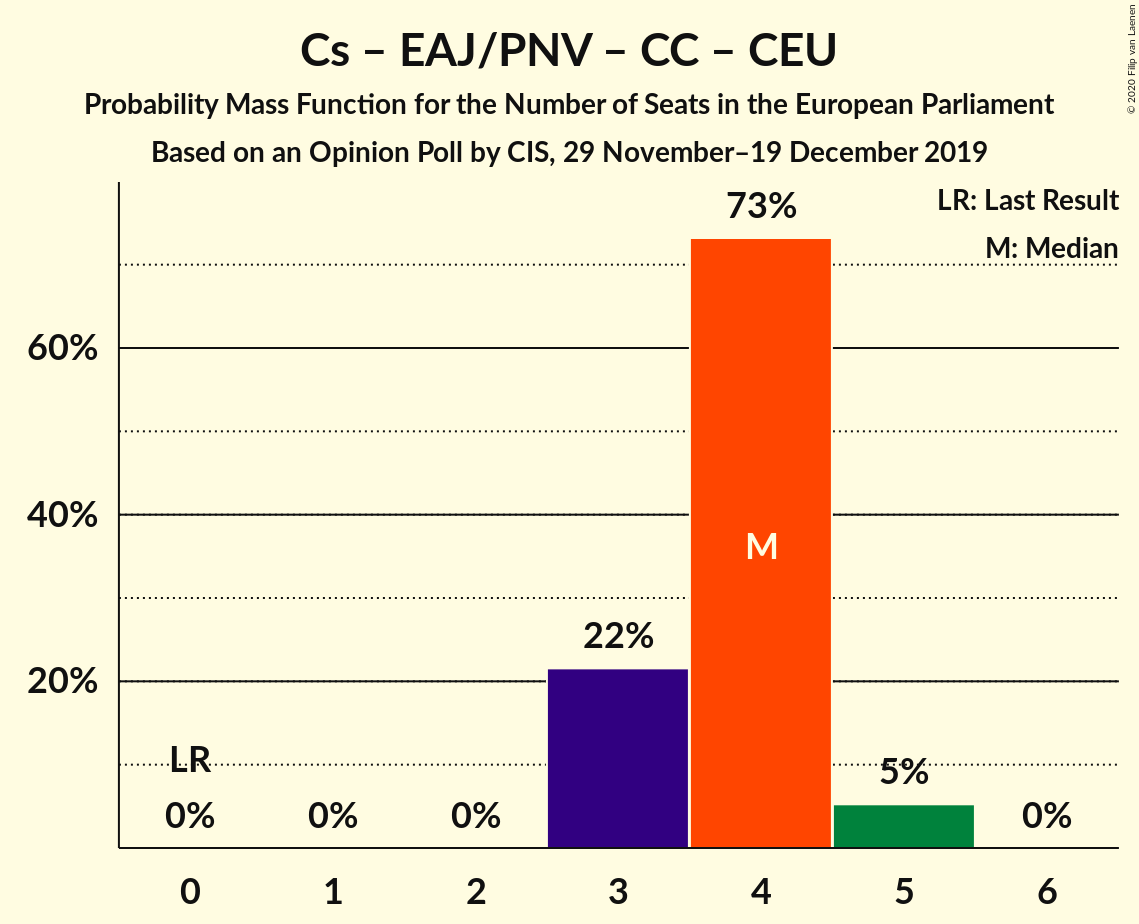 Cs – EAJ/PNV – CC – CEU
Probability Mass Function for the Number of Seats in the European Parliament
Based on an Opinion Poll by CIS, 29 November–19 December 2019
© 2020 Filip van Laenen
LR: Last Result
M: Median
73%
60%
40%
M
22%
20%
LR
5%
0%
0%
0%
0%
0
1
2
3
4
5
6